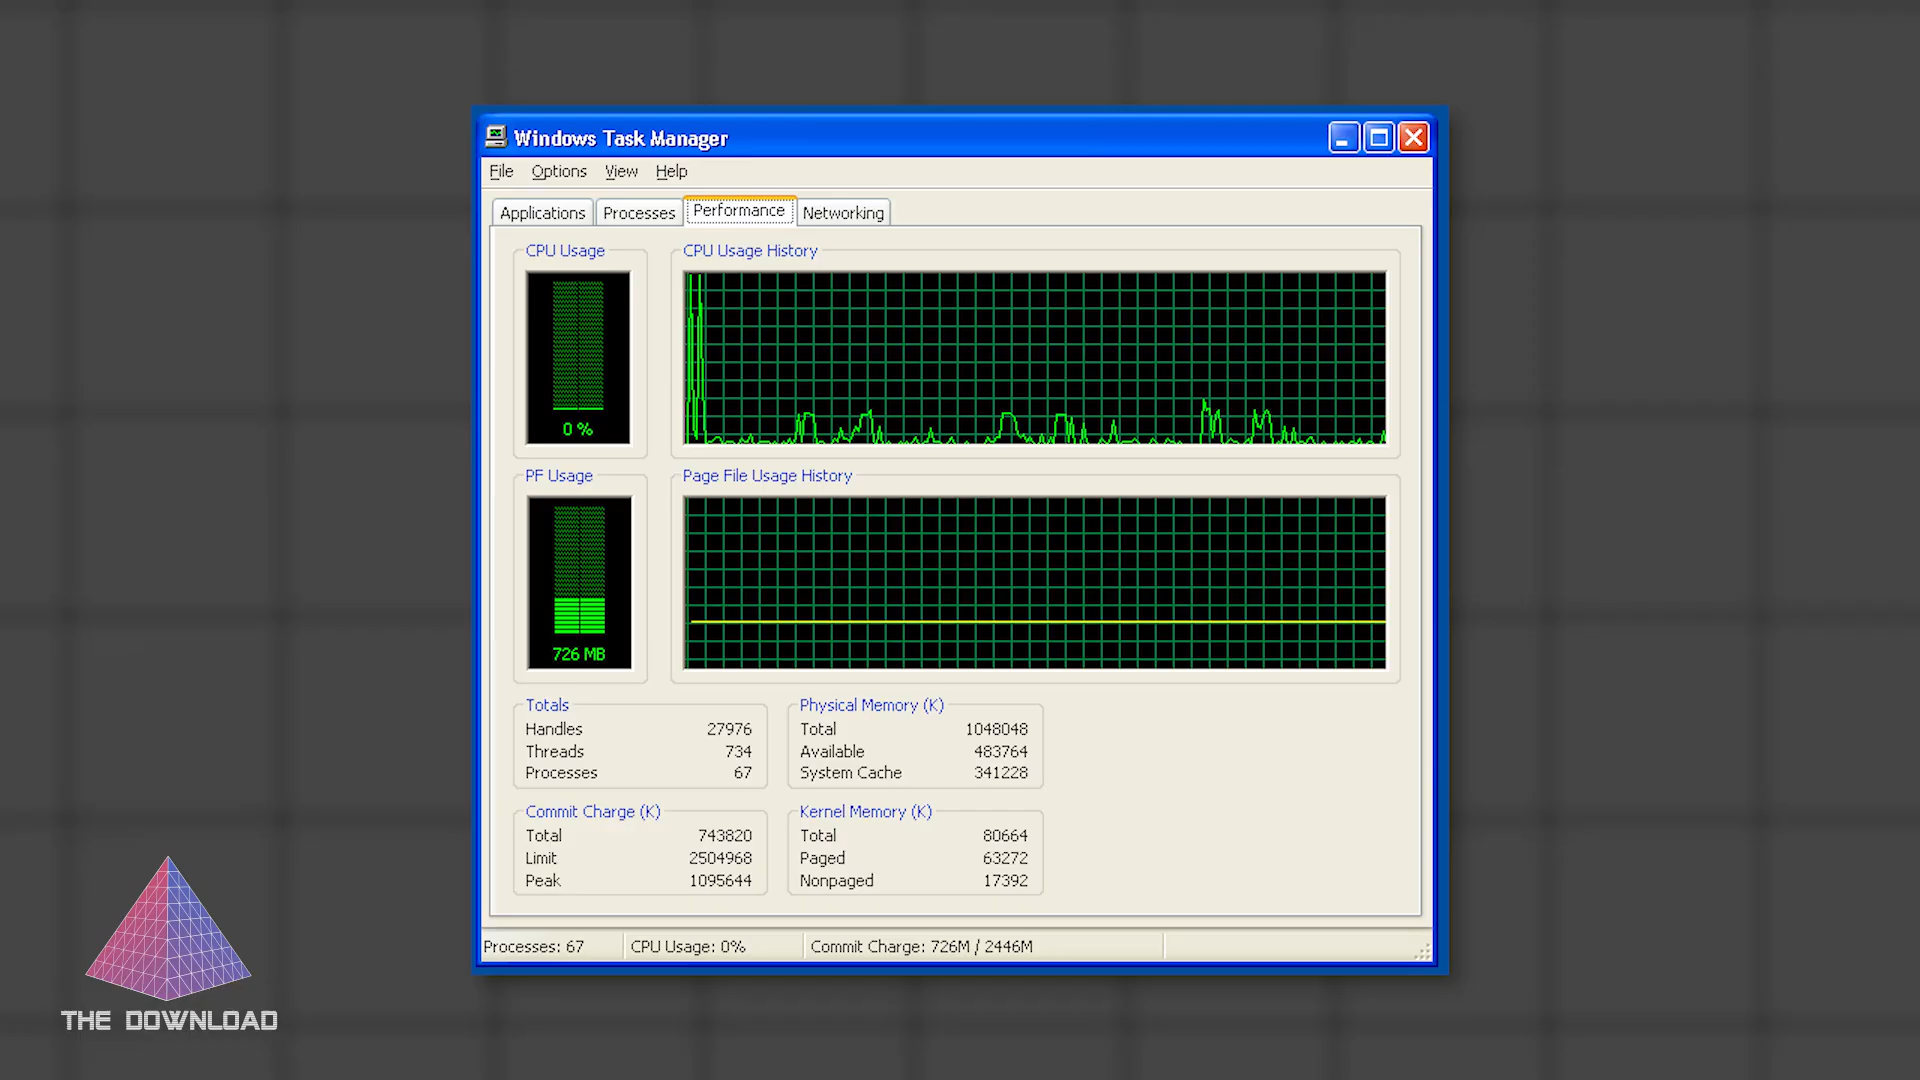 Windows Task Manager
File Options View Help
Applications Processes Performance Networking
CPU Usage CPU Usage History
0 %
PF Usage Page File Usage History
726 MB
Totals
Handles 27976
Threads 734
Processes 67
Physical Memory (K)
Total 1048048
Available 483764
System Cache 341228
Commit Charge (K)
Total 743820
Limit 2504968
Peak 1095644
Kernel Memory (K)
Total 80664
Paged 63272
Nonpaged 17392
Processes: 67 CPU Usage: 0% Commit Charge: 726M / 2446M
THE DOWNLOAD